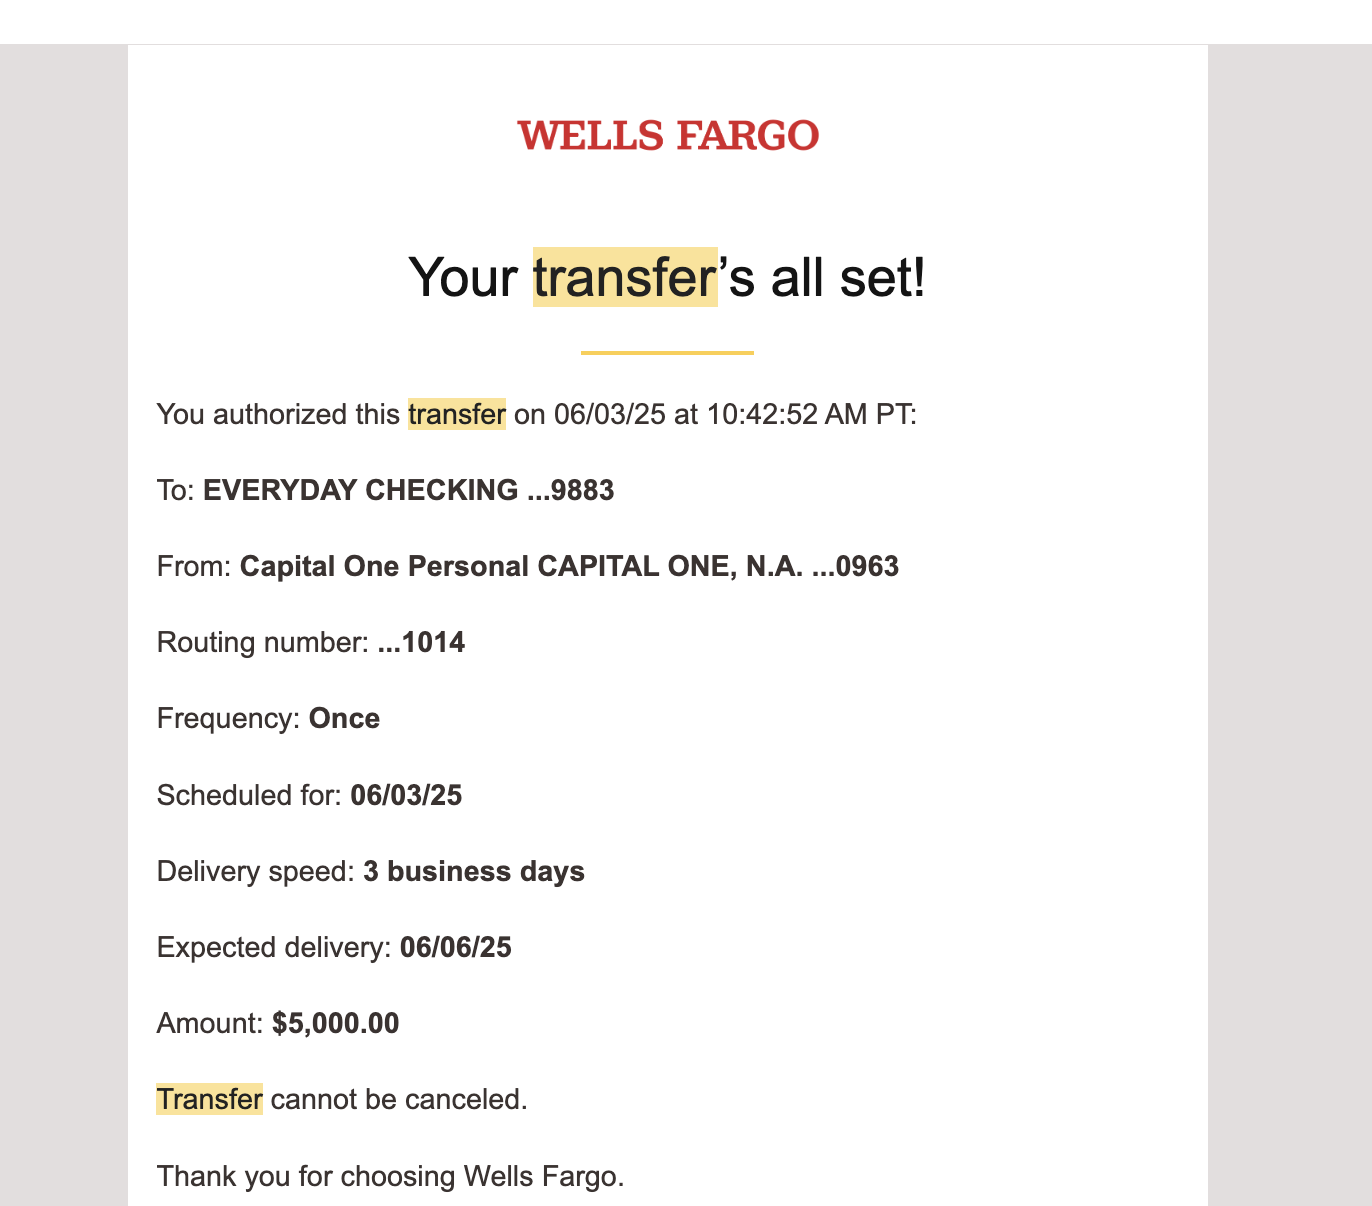 WELLS FARGO
Your transfer’s all set!
You authorized this transfer on 06/03/25 at 10:42:52 AM PT:
To: EVERYDAY CHECKING ...9883
From: Capital One Personal CAPITAL ONE, N.A. ...0963
Routing number: ...1014
Frequency: Once
Scheduled for: 06/03/25
Delivery speed: 3 business days
Expected delivery: 06/06/25
Amount: $5,000.00
Transfer cannot be canceled.
Thank you for choosing Wells Fargo.